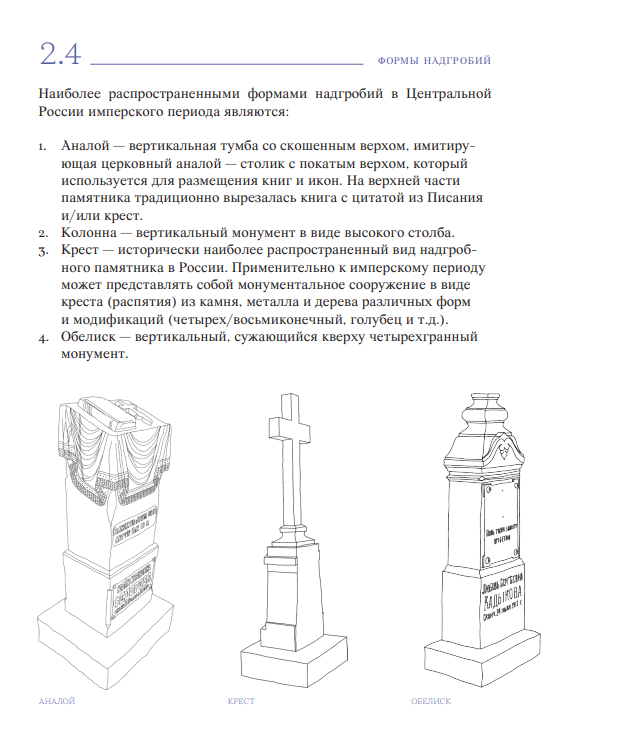 2.4
ФОРМЫ НАДГРОБИЙ
Наиболее распространенными формами надгробий в Центральной
России имперского периода являются:
1. Аналой — вертикальная тумба со скошенным верхом, имитиру-
ющая церковный аналой — столик с покатым верхом, который
используется для размещения книг и икон. На верхней части
памятника традиционно вырезалась книга с цитатой из Писания
и/или крест.
2. Колонна — вертикальный монумент в виде высокого столба.
3. Крест — исторически наиболее распространенный вид надгроб-
ного памятника в России. Применительно к имперскому периоду
может представлять собой монументальное сооружение в виде
креста (распятия) из камня, металла и дерева различных форм
и модификаций (четырех/восьмиконечный, голубец и т.д.).
4. Обелиск — вертикальный, сужающийся кверху четырехгранный
монумент.
ЛЮБОВЬ СЕРГЕЕВНА
КАДЫКОВА
АНАЛОЙ
КРЕСТ
ОБЕЛИСК